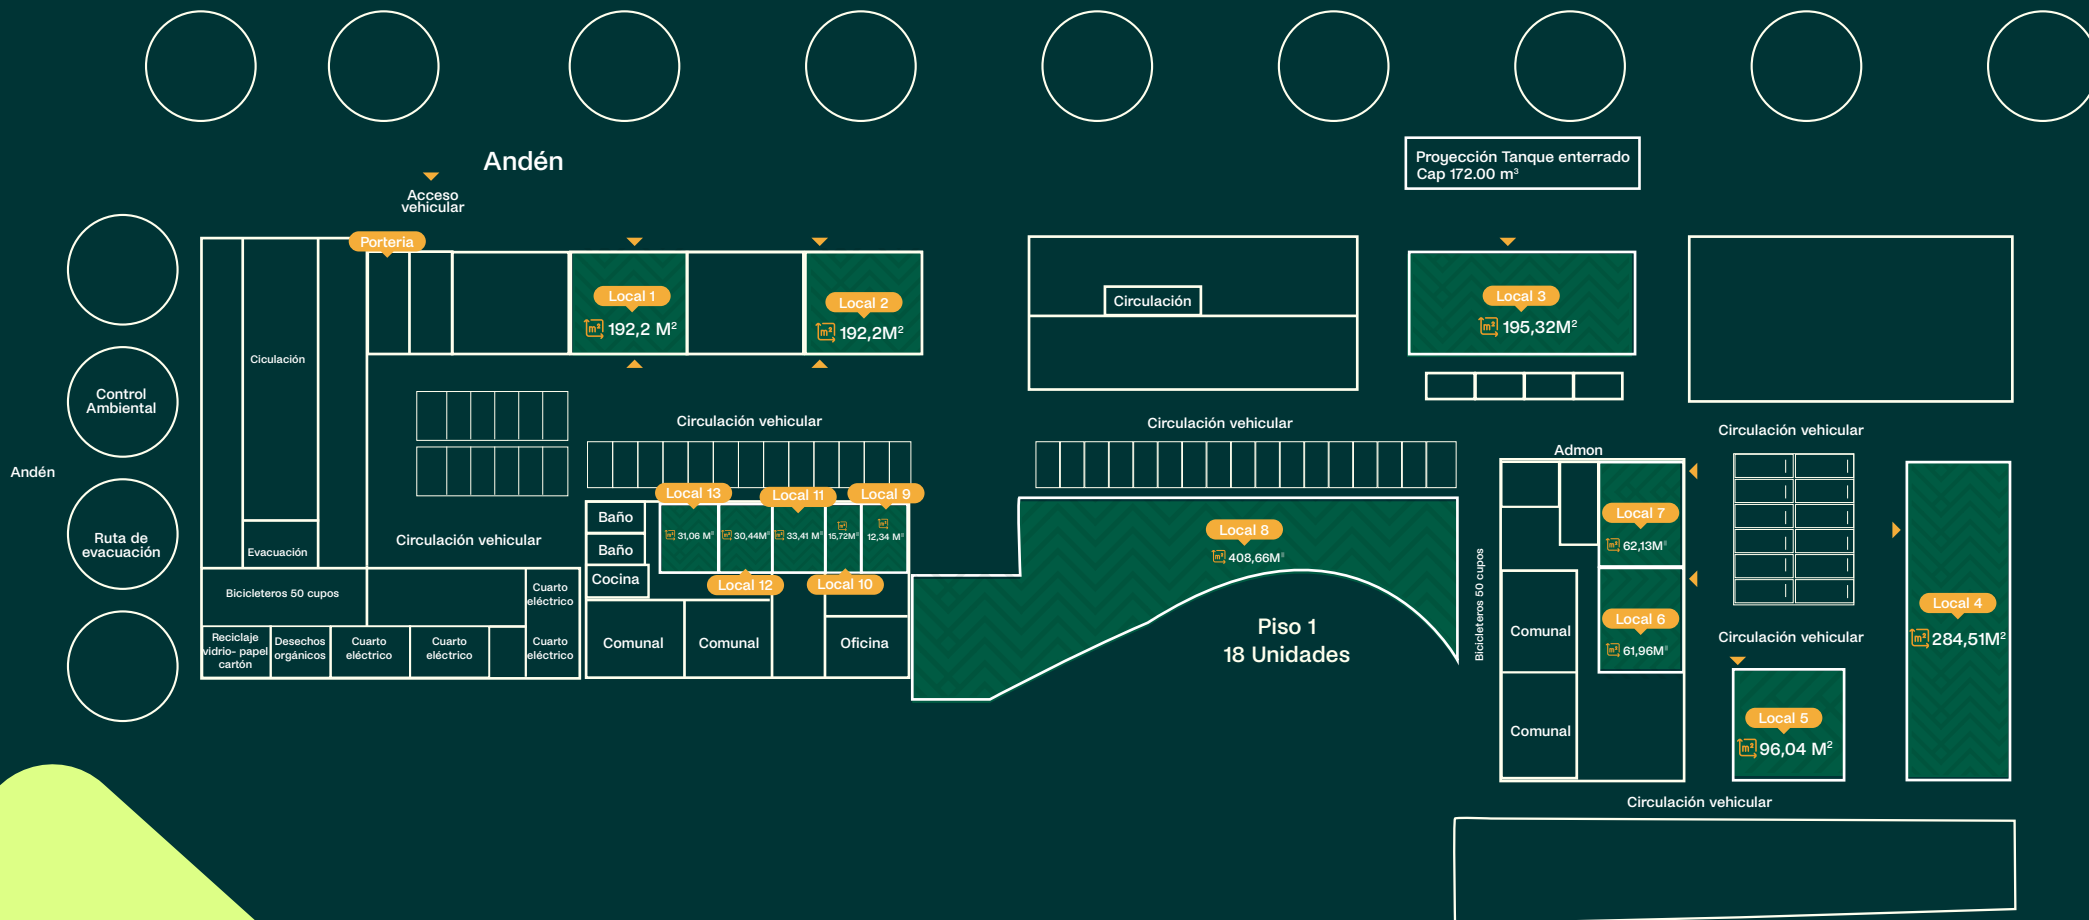 Andén
Proyección Tanque enterrado
Cap 172.00 m³
Acceso
vehicular
Porteria
Local 1
192,2 M²
Local 2
192,2M²
Circulación
Local 3
195,32M²
Ciculación
Control
Ambiental
Andén
Ruta de
evacuación
Circulación vehicular
Circulación vehicular
Circulación vehicular
Admon
Circulación vehicular
Evacuación
Bicicleteros 50 cupos
Cuarto
eléctrico
Reciclaje
vidrio- papel
cartón
Desechos
orgánicos
Cuarto
eléctrico
Cuarto
eléctrico
Cuarto
eléctrico
Baño
Baño
Cocina
Local 13
31,06 M²
30,44M²
Local 12
Local 11
33,41 M²
15,72M²
Local 10
Local 9
12,34 M²
Comunal
Comunal
Oficina
Local 8
408,66M²
Piso 1
18 Unidades
Bicicleteros 50 cupos
Local 7
62,13M²
Local 6
61,96M²
Comunal
Comunal
Circulación vehicular
Local 5
96,04 M²
Local 4
284,51M²
Circulación vehicular